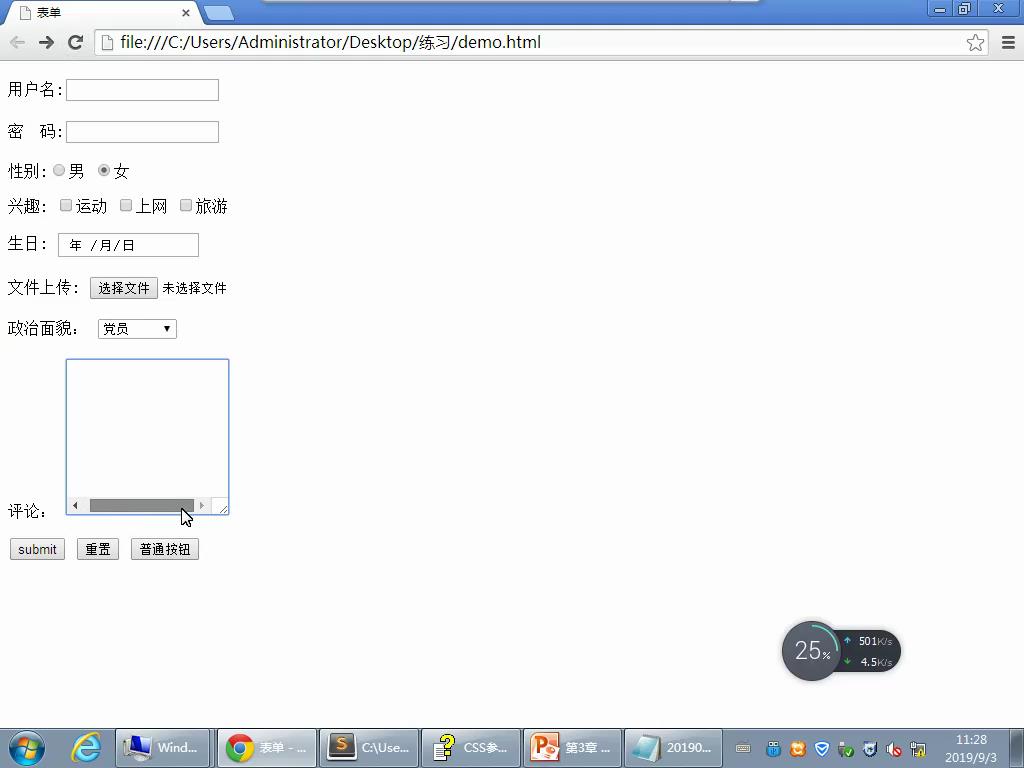 表单
file:///C:/Users/Administrator/Desktop/练习/demo.html
用户名:
密 码:
性别: 男 女
兴趣: 运动 上网 旅游
生日: 年 /月/日
文件上传: 选择文件 未选择文件
政治面貌: 党员
评论:
submit 重置 普通按钮
25% 501K/s
4.5K/s
Wind... 表单 - ... C:\Use... CSS参... 第3章 ... 20190... 11:28
2019/9/3